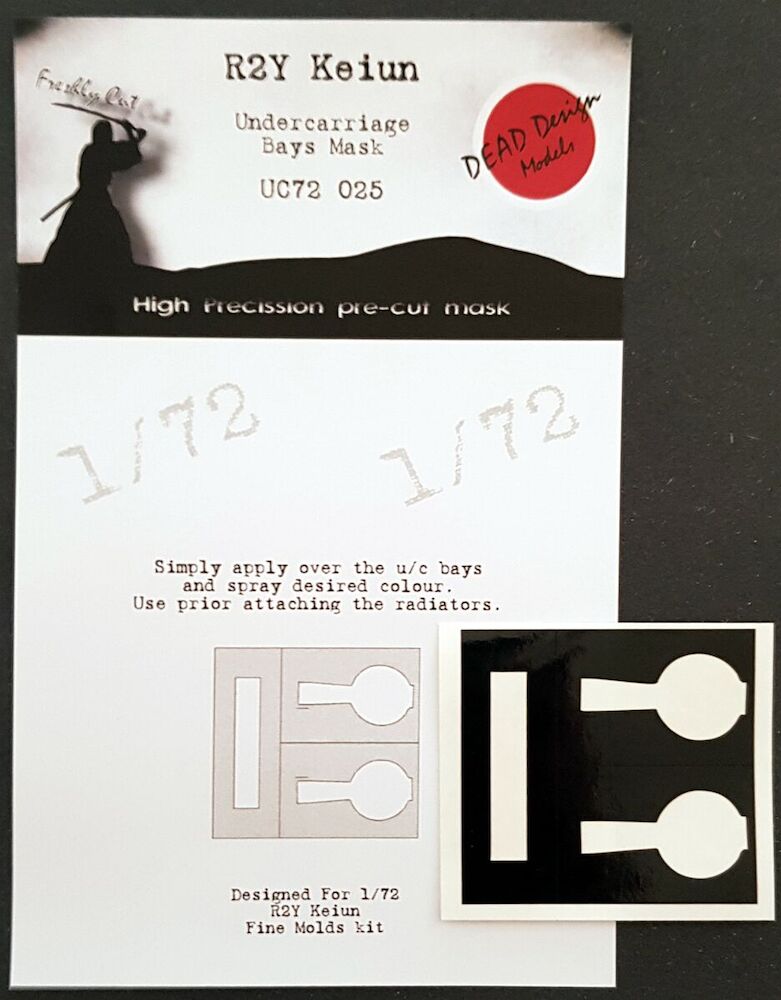 R2Y Keiun
Freshly Cut
Undercarriage
Bays Mask
DEAD Design
Models
UC72 025
High Precission pre-cut mask
1/72
1/72
Simply apply over the u/c bays
and spray desired colour.
Use prior attaching the radiators.
Designed For 1/72
R2Y Keiun
Fine Molds kit